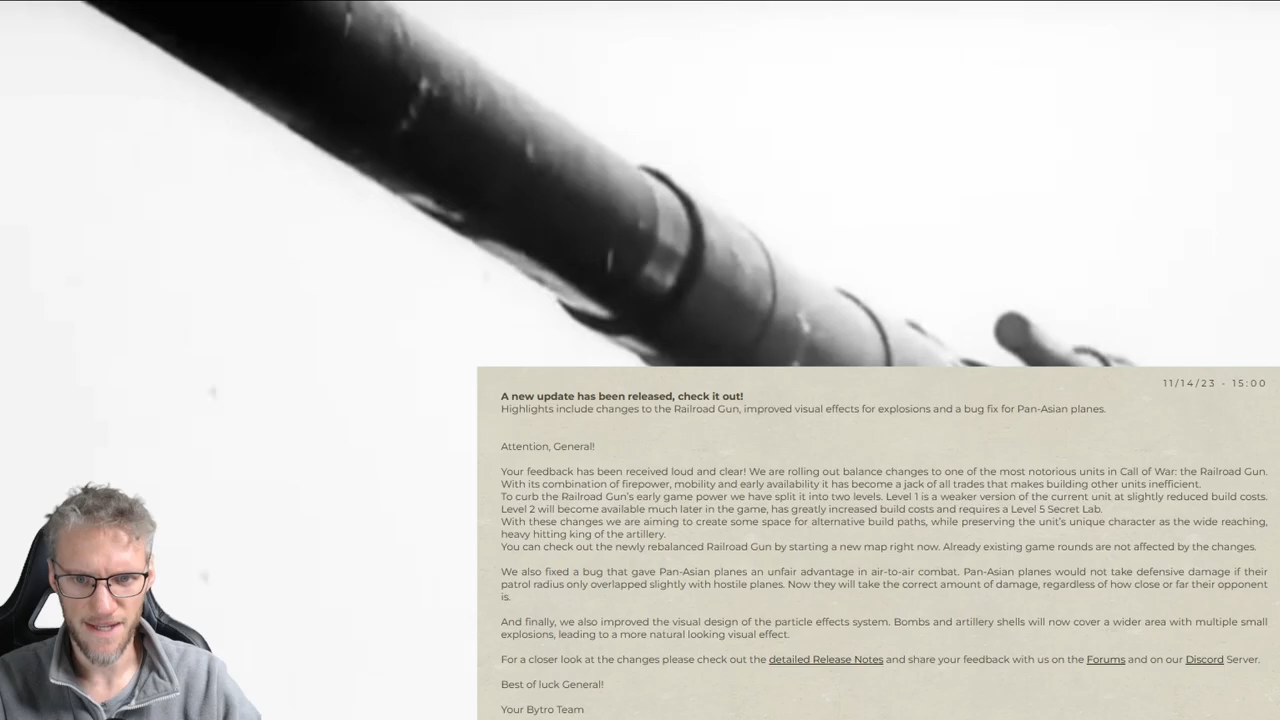 11/14/23 - 15:00
A new update has been released, check it out!
Highlights include changes to the Railroad Gun, improved visual effects for explosions and a bug fix for Pan-Asian planes.
Attention, General!
Your feedback has been received loud and clear! We are rolling out balance changes to one of the most notorious units in Call of War: the Railroad Gun.
With its combination of firepower, mobility and early availability it has become a jack of all trades that makes building other units inefficient.
To curb the Railroad Gun's early game power we have split it into two levels. Level 1 is a weaker version of the current unit at slightly reduced build costs.
Level 2 will become available much later in the game, has greatly increased build costs and requires a Level 5 Secret Lab.
With these changes we are aiming to create some space for alternative build paths, while preserving the unit's unique character as the wide reaching,
heavy hitting king of the artillery.
You can check out the newly rebalanced Railroad Gun by starting a new map right now. Already existing game rounds are not affected by the changes.
We also fixed a bug that gave Pan-Asian planes an unfair advantage in air-to-air combat. Pan-Asian planes would not take defensive damage if their
patrol radius only overlapped slightly with hostile planes. Now they will take the correct amount of damage, regardless of how close or far their opponent
is.
And finally, we also improved the visual design of the particle effects system. Bombs and artillery shells will now cover a wider area with multiple small
explosions, leading to a more natural looking visual effect.
For a closer look at the changes please check out the detailed Release Notes and share your feedback with us on the Forums and on our Discord Server.
Best of luck General!
Your Bytro Team